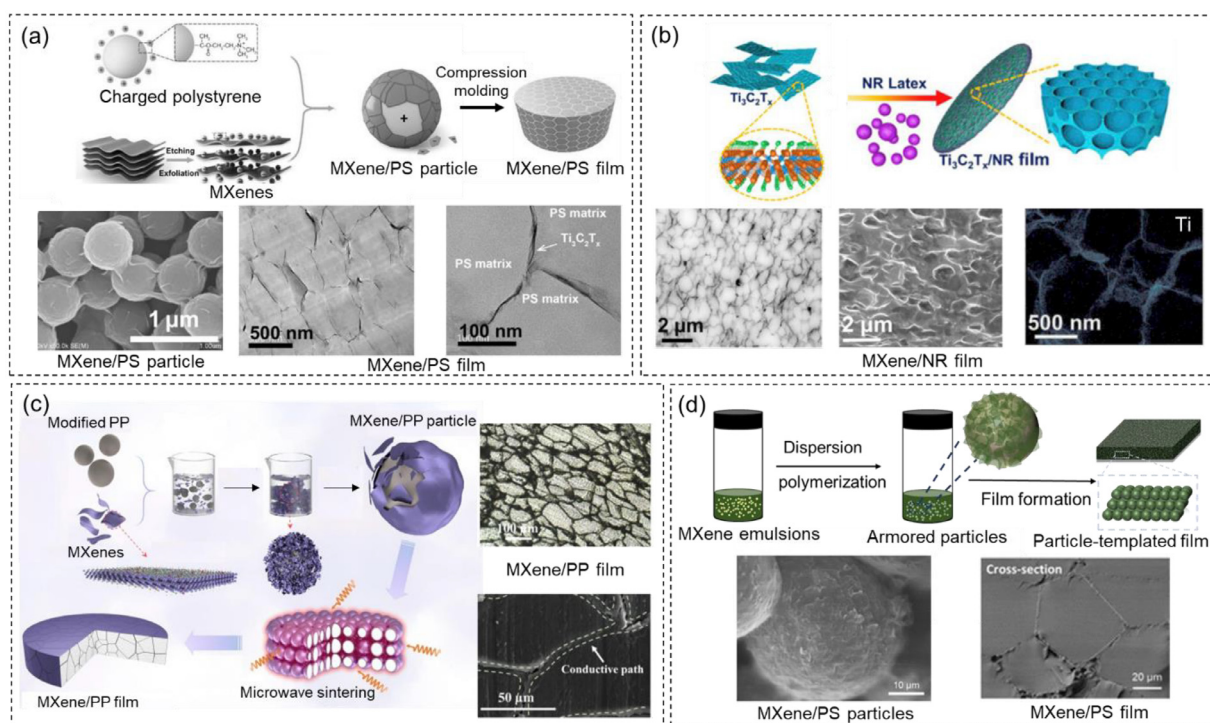 (a)
CH₃
Charged polystyrene
Etching
Exfoliation
MXenes
+
MXene/PS particle
Compression
molding
MXene/PS film
1 µm
MXene/PS particle
500 nm
PS matrix
Ti₃C₂Tₓ
PS matrix
PS matrix
100 nm
MXene/PS film
(b)
Ti₃C₂Tₓ
NR Latex
Ti₃C₂Tₓ/NR film
2 µm
2 µm
Ti
500 nm
MXene/NR film
(c)
Modified PP
MXenes
MXene/PP particle
Microwave sintering
MXene/PP film
100 µm
MXene/PP film
Conductive path
50 µm
(d)
MXene emulsions
Dispersion
polymerization
Armored particles
Film formation
Particle-templated film
10 µm
MXene/PS particles
Cross-section
20 µm
MXene/PS film